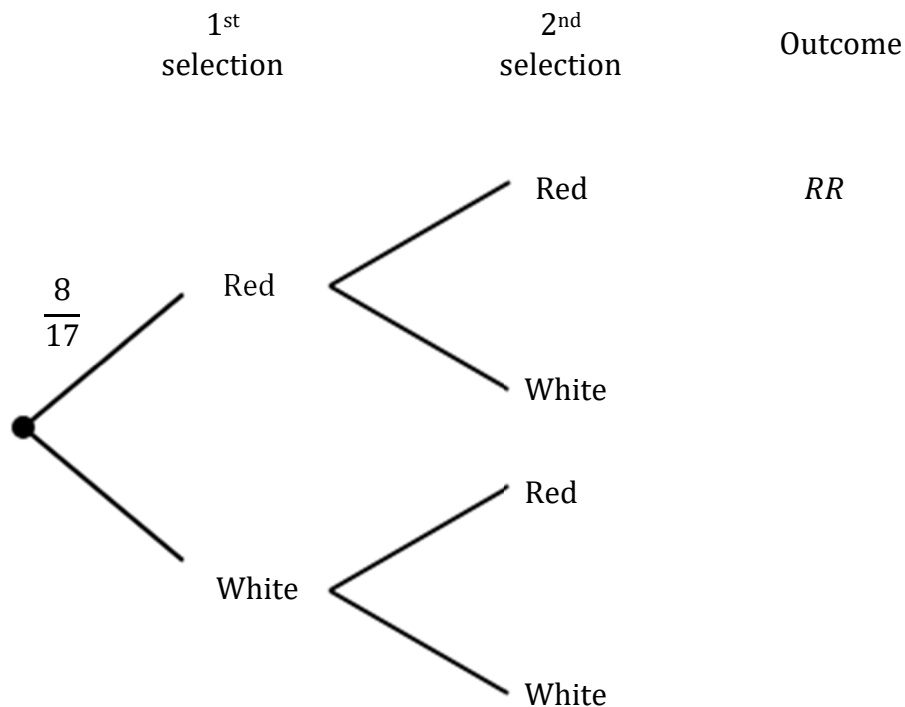 1st selection
2nd selection
Outcome
Red
RR
8
17
Red
White
Red
White
White